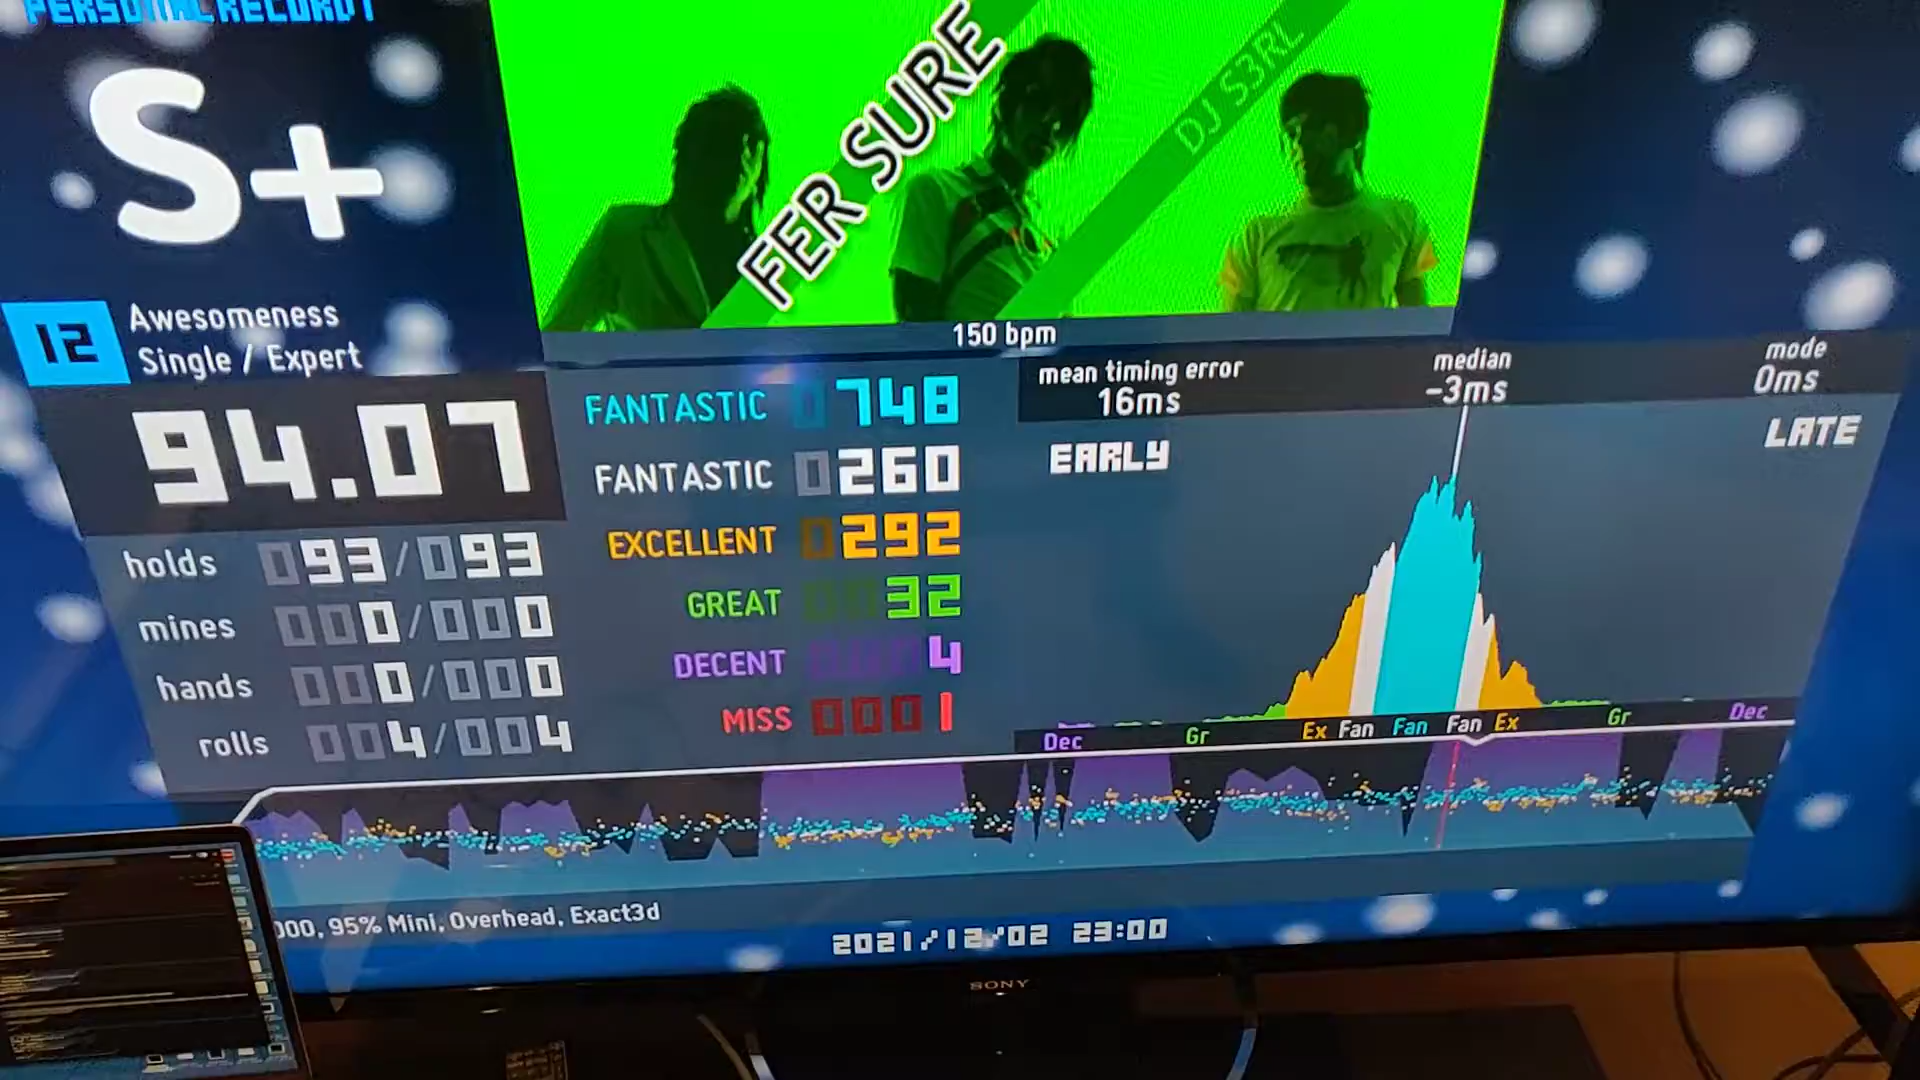 PERSONAL RECORD 1
S+
FER SURE
DJ S3RL
12
Awesomeness
Single / Expert
150 bpm
94.07
FANTASTIC 0748
FANTASTIC 0260
EXCELLENT 0292
GREAT 0032
DECENT 0004
MISS 0001
holds 093/093
mines 000/000
hands 000/000
rolls 004/004
mean timing error
16ms
median
-3ms
mode
0ms
EARLY
LATE
Dec Gr Ex Fan Fan Fan Ex Gr Dec
000, 95% Mini, Overhead, Exact3d
2021/12/02 23:00
SONY